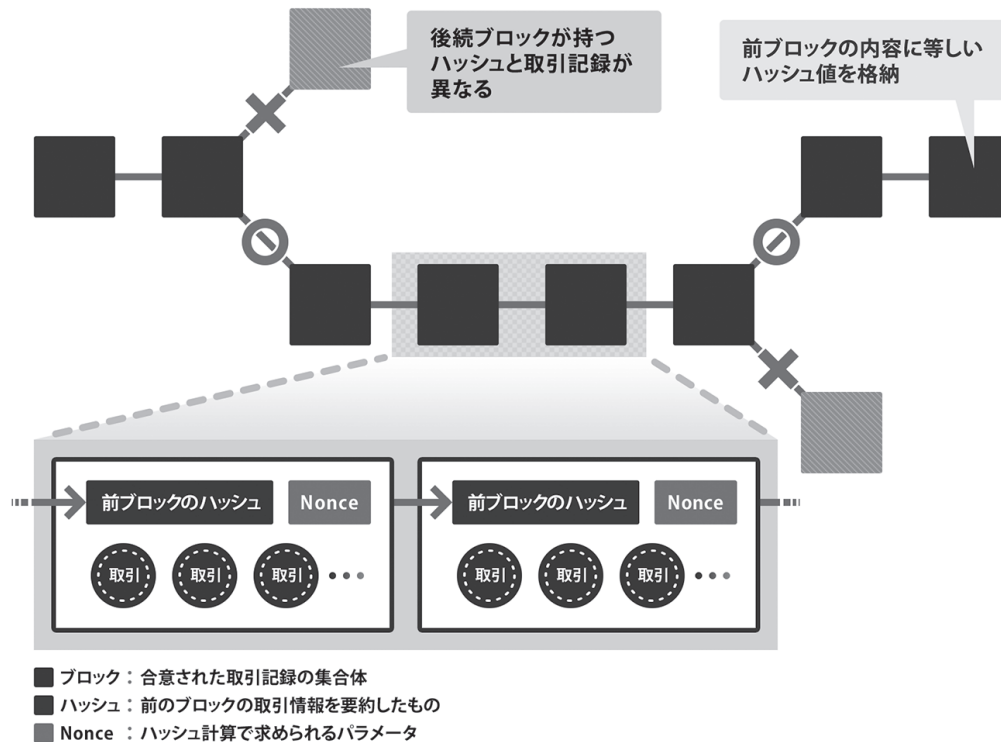 後続ブロックが持つ
ハッシュと取引記録が
異なる
前ブロックの内容に等しい
ハッシュ値を格納
前ブロックのハッシュ
Nonce
前ブロックのハッシュ
Nonce
取引
取引
取引
取引
取引
取引
ブロック：合意された取引記録の集合体
ハッシュ：前のブロックの取引情報を要約したもの
Nonce ：ハッシュ計算で求められるパラメータ